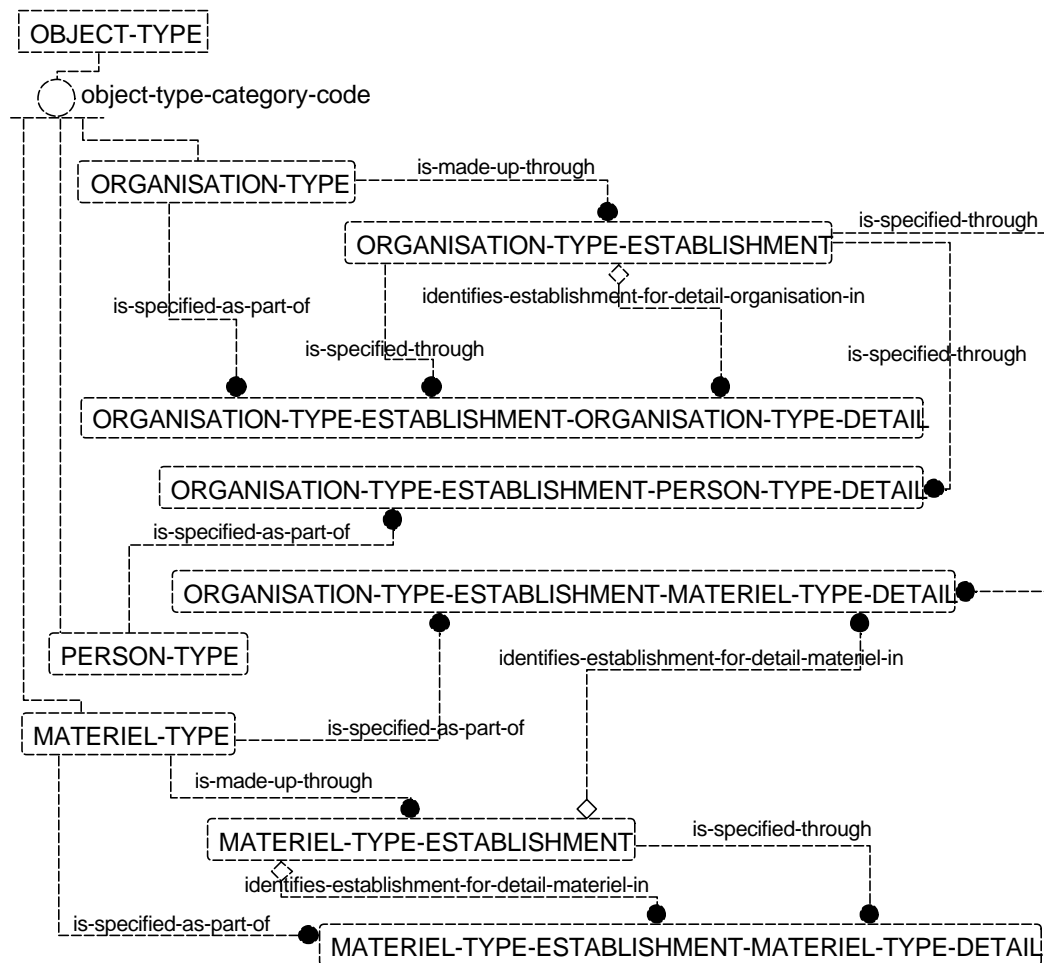 OBJECT-TYPE
object-type-category-code
is-made-up-through
ORGANISATION-TYPE
is-specified-through
ORGANISATION-TYPE-ESTABLISHMENT
identifies-establishment-for-detail-organisation-in
is-specified-as-part-of
is-specified-through
is-specified-through
ORGANISATION-TYPE-ESTABLISHMENT-ORGANISATION-TYPE-DETAIL
ORGANISATION-TYPE-ESTABLISHMENT-PERSON-TYPE-DETAIL
is-specified-as-part-of
ORGANISATION-TYPE-ESTABLISHMENT-MATERIEL-TYPE-DETAIL
PERSON-TYPE
identifies-establishment-for-detail-materiel-in
is-specified-as-part-of
MATERIEL-TYPE
is-made-up-through
is-specified-through
MATERIEL-TYPE-ESTABLISHMENT
identifies-establishment-for-detail-materiel-in
is-specified-as-part-of
MATERIEL-TYPE-ESTABLISHMENT-MATERIEL-TYPE-DETAIL